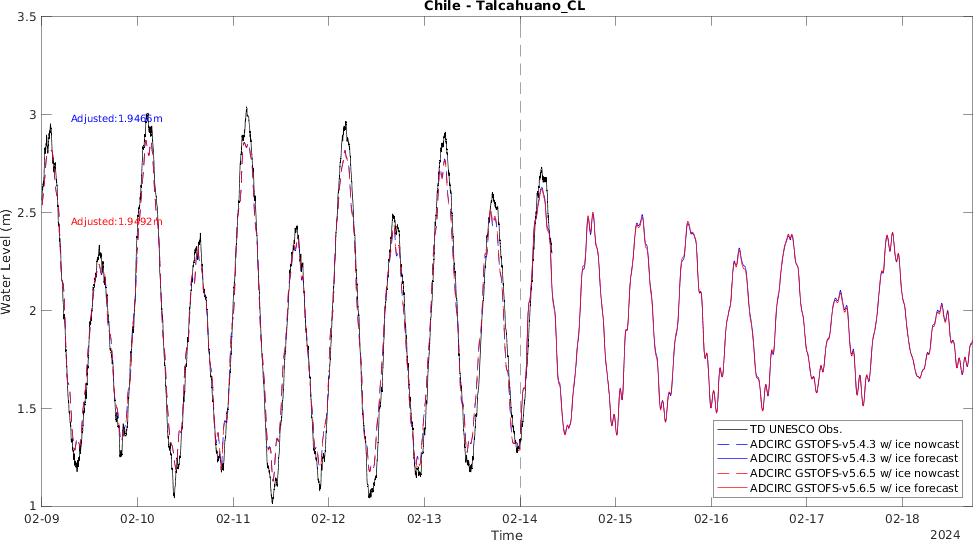 Chile - Talcahuano_CL
3.5
3
2.5
2
1.5
1
Water Level (m)
Adjusted:1.9466m
Adjusted:1.9492m
TD UNESCO Obs.
ADCIRC GSTOFS-v5.4.3 w/ ice nowcast
ADCIRC GSTOFS-v5.4.3 w/ ice forecast
ADCIRC GSTOFS-v5.6.5 w/ ice nowcast
ADCIRC GSTOFS-v5.6.5 w/ ice forecast
02-09 02-10 02-11 02-12 02-13 02-14 02-15 02-16 02-17 02-18
Time
2024